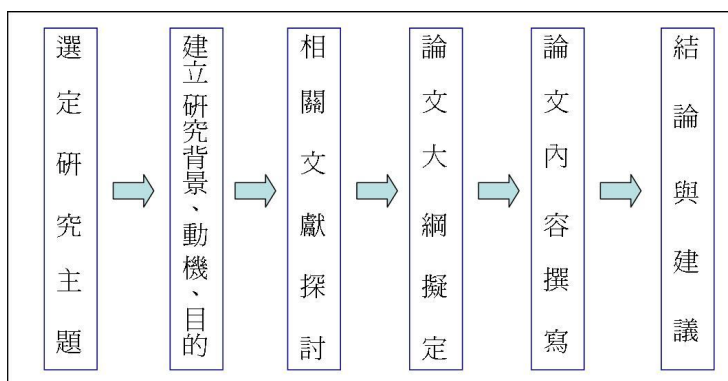 選定研究主題
建立研究背景、動機、目的
相關文獻探討
論文大綱擬定
論文內容撰寫
結論與建議